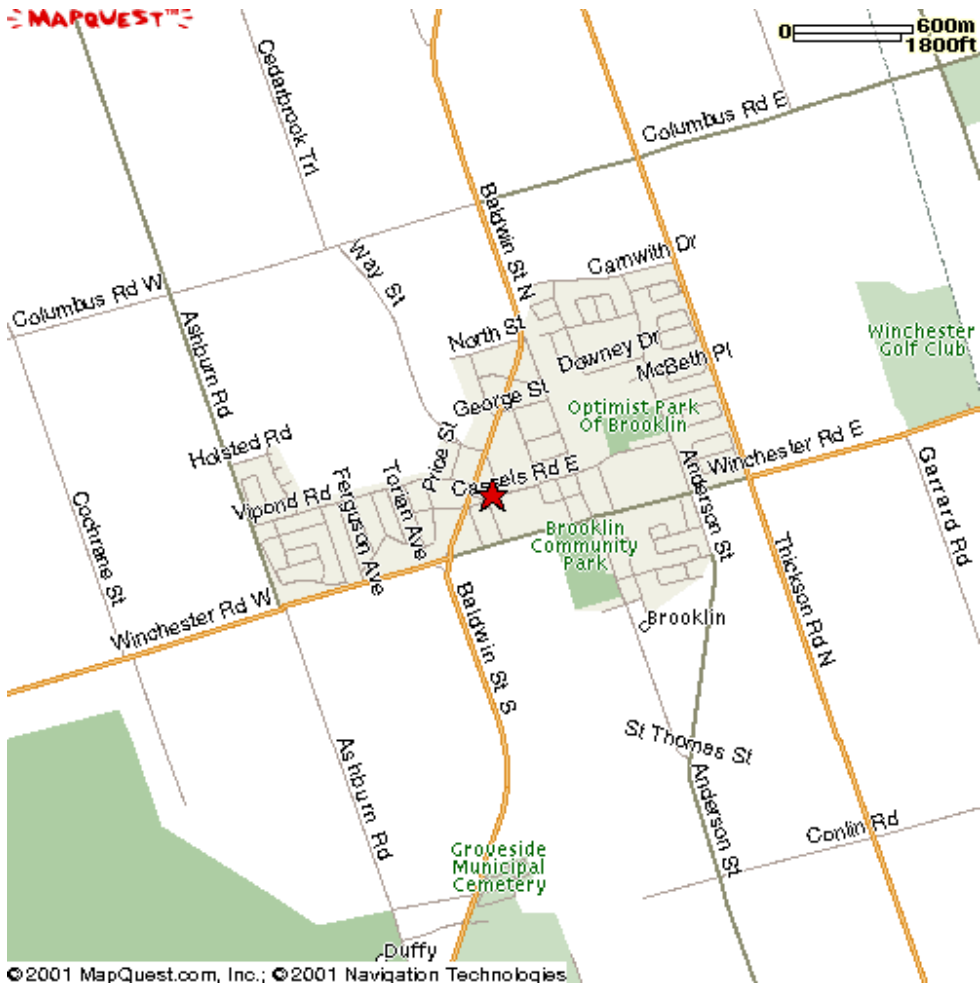 MAPQUEST™
0
600m
1800ft
Cedarbrook Trl
Columbus Rd E
Baldwin St N
Way St
Carnwith Dr
Columbus Rd W
Ashburn Rd
North St
Downey Dr
McBeth Pl
Winchester
Golf Club
George St
Optimist Park
Of Brooklin
Price St
Holsted Rd
Cassels Rd E
Winchester Rd E
Vipond Rd
Ferguson Ave
Torian Ave
Anderson St
Garrard Rd
Cochrane St
Brooklin
Community
Park
Thickson Rd N
Winchester Rd W
Baldwin St S
Brooklin
St Thomas St
Ashburn Rd
Anderson St
Conlin Rd
Groveside
Municipal
Cemetery
Duffy
©2001 MapQuest.com, Inc.; ©2001 Navigation Technologies